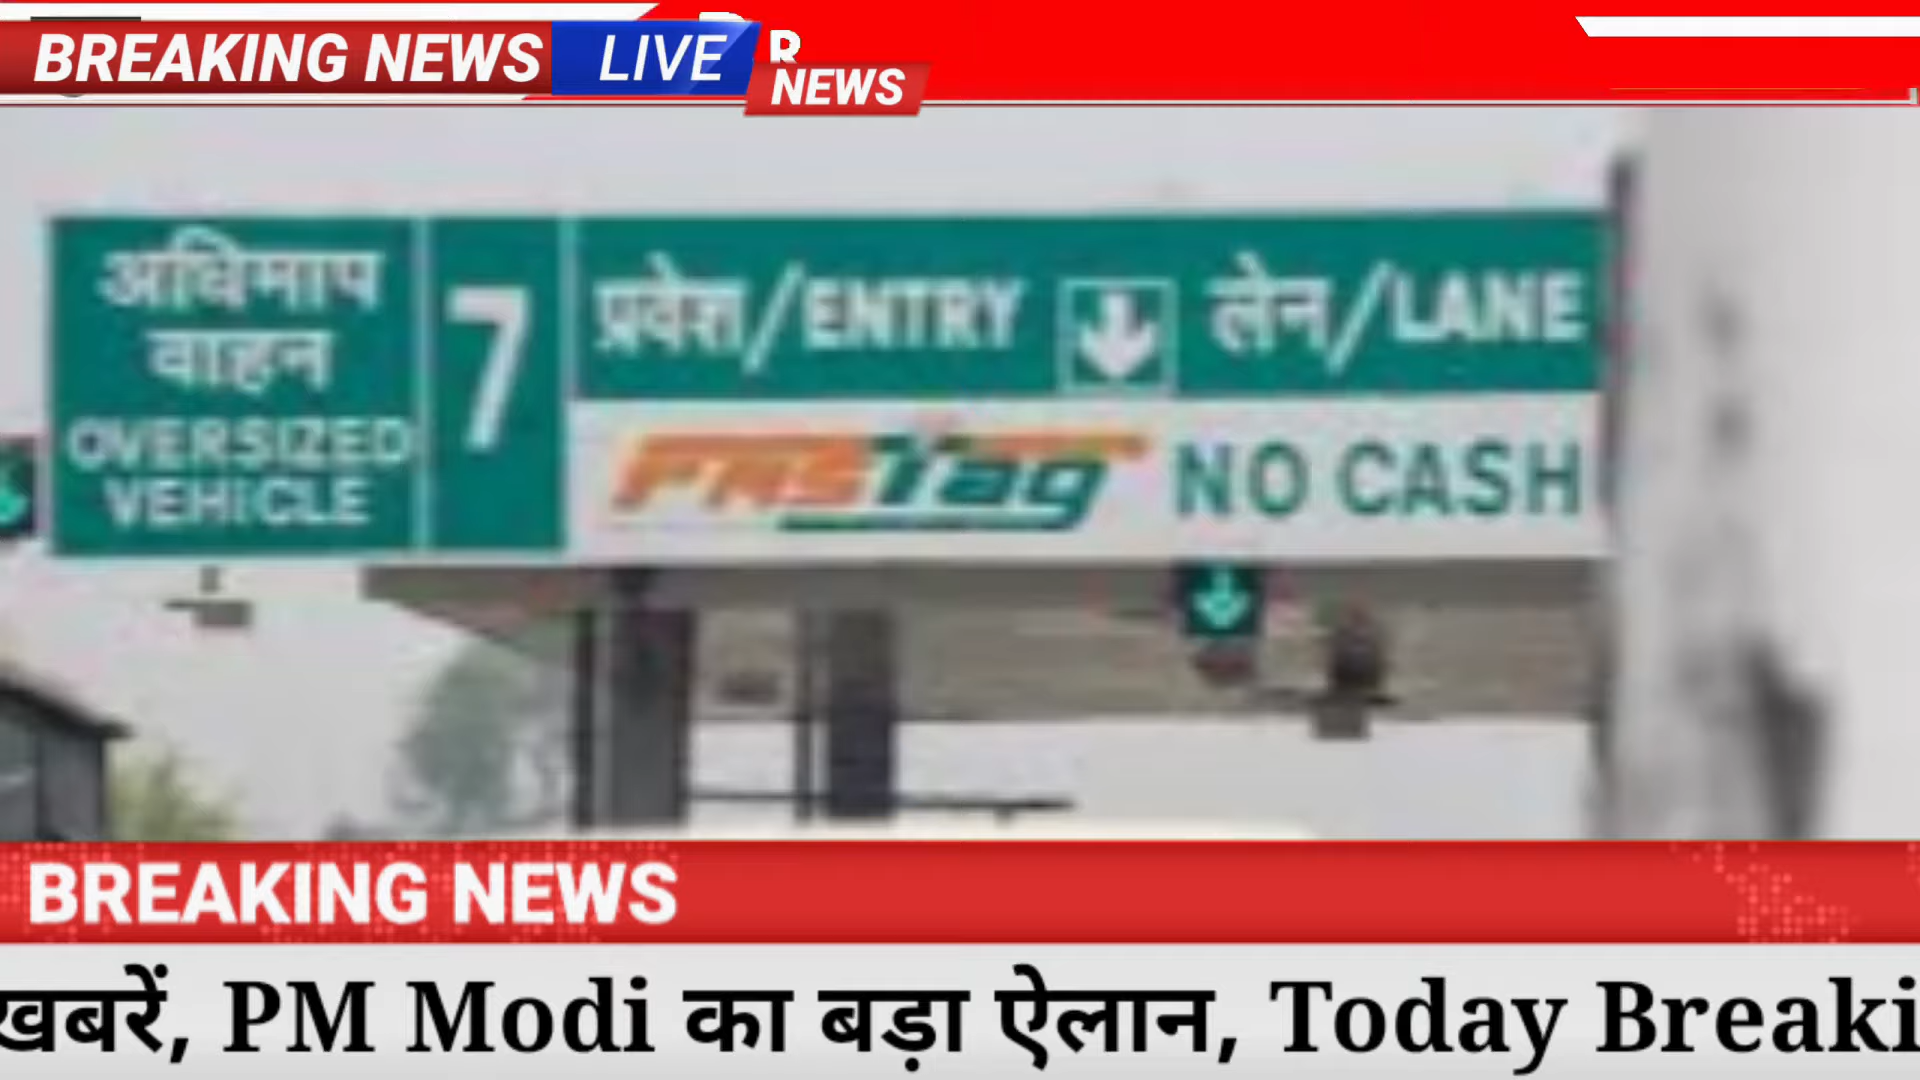 BREAKING NEWS LIVE
R
NEWS
अधिमाप
वाहन
OVERSIZED
VEHICLE
7
प्रवेश/ENTRY लेन/LANE
FASTag NO CASH
BREAKING NEWS
खबरें, PM Modi का बड़ा ऐलान, Today Breaki